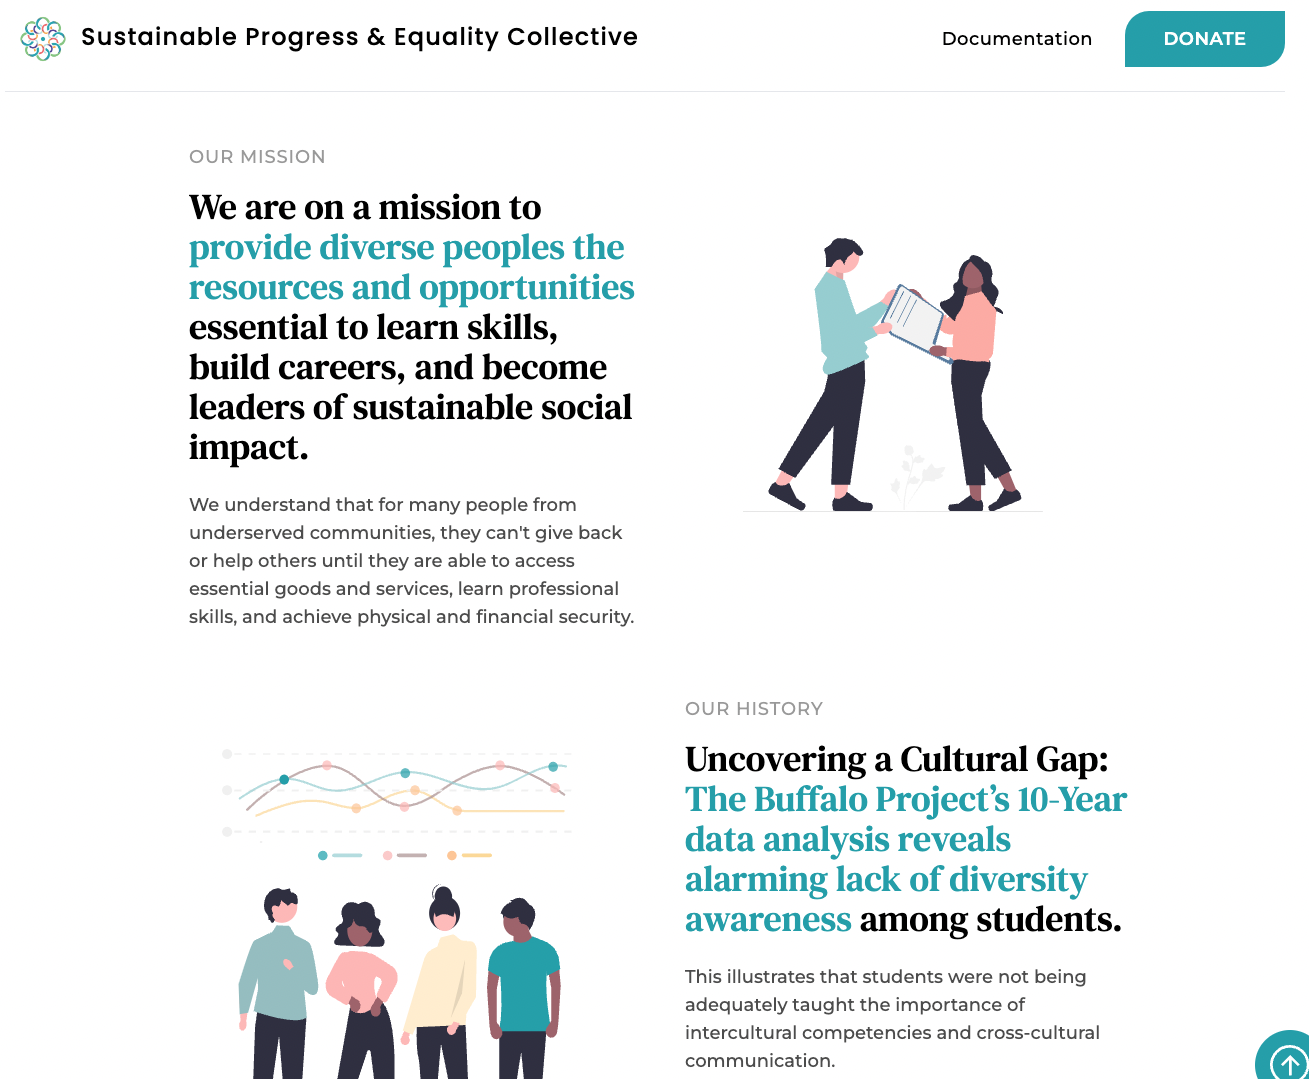 Sustainable Progress & Equality Collective
Documentation
DONATE
OUR MISSION
We are on a mission to
provide diverse peoples the
resources and opportunities
essential to learn skills,
build careers, and become
leaders of sustainable social
impact.
We understand that for many people from
underserved communities, they can't give back
or help others until they are able to access
essential goods and services, learn professional
skills, and achieve physical and financial security.
OUR HISTORY
Uncovering a Cultural Gap:
The Buffalo Project’s 10-Year
data analysis reveals
alarming lack of diversity
awareness among students.
This illustrates that students were not being
adequately taught the importance of
intercultural competencies and cross-cultural
communication.